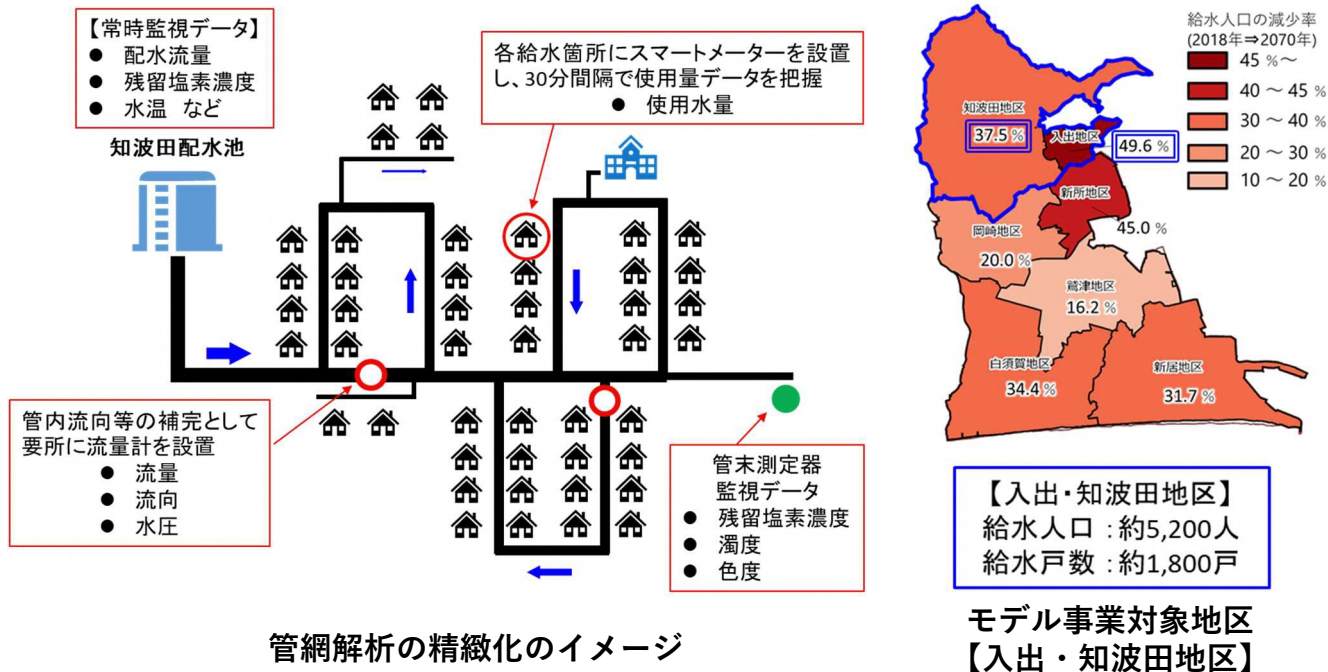 【常時監視データ】
● 配水流量
● 残留塩素濃度
● 水温 など
知波田配水池
各給水箇所にスマートメーターを設置
し、30分間隔で使用量データを把握
● 使用水量
管内流向等の補完として
要所に流量計を設置
● 流量
● 流向
● 水圧
管末測定器
監視データ
● 残留塩素濃度
● 濁度
● 色度
管網解析の精緻化のイメージ
給水人口の減少率
(2018年⇒2070年)
45 %～
40 ～ 45 %
30 ～ 40 %
20 ～ 30 %
10 ～ 20 %
知波田地区
37.5 %
入出地区
49.6 %
新所地区
45.0 %
岡崎地区
20.0 %
鷲津地区
16.2 %
白須賀地区
34.4 %
新居地区
31.7 %
【入出・知波田地区】
給水人口：約5,200人
給水戸数：約1,800戸
モデル事業対象地区
【入出・知波田地区】